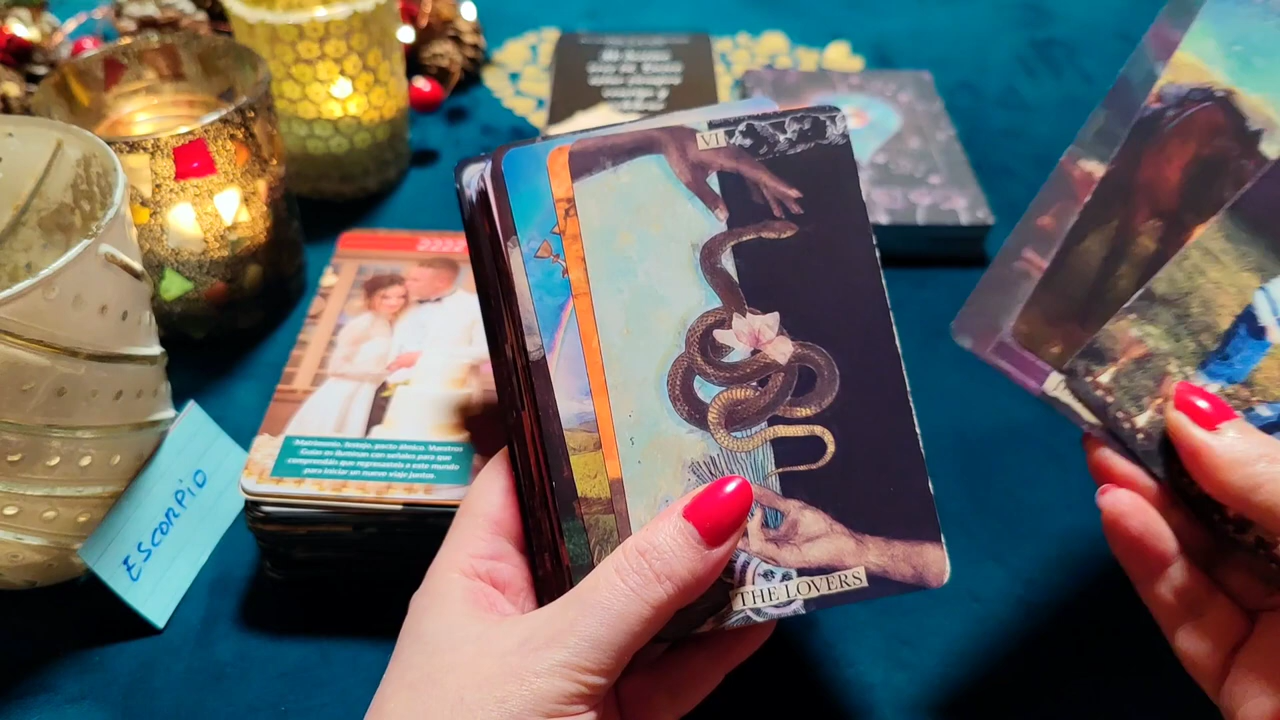 VI
THE LOVERS
Matrimonio, festejo, pacto álmico. Vuestros
Guías os iluminan con señales para que
comprendáis que regresasteis a este mundo
para iniciar un nuevo viaje juntos.
ESCORPIO